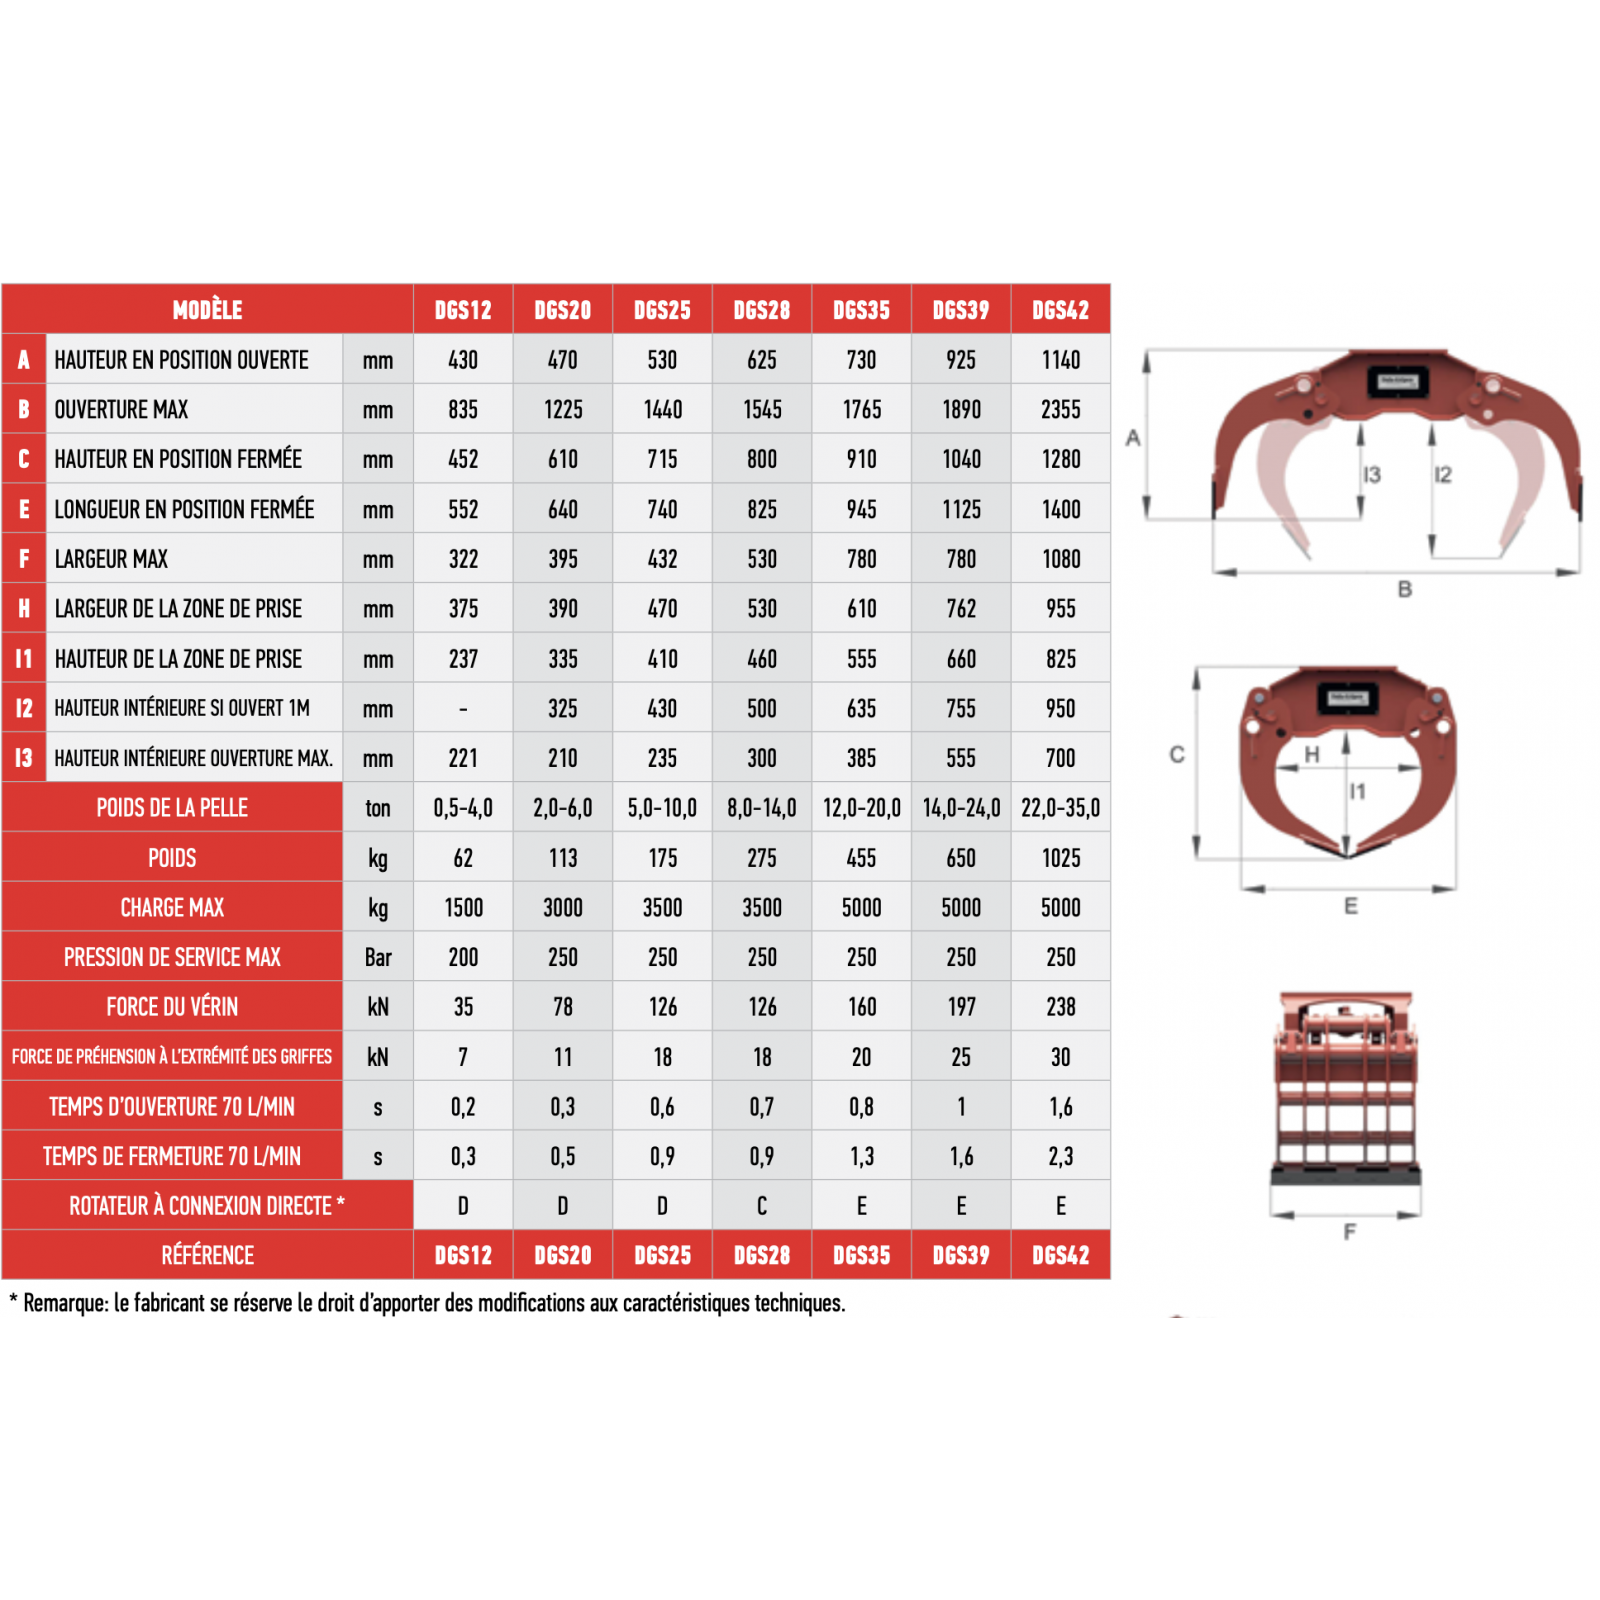 MODÈLE DGS12 DGS20 DGS25 DGS28 DGS35 DGS39 DGS42
A HAUTEUR EN POSITION OUVERTE mm 430 470 530 625 730 925 1140
B OUVERTURE MAX mm 835 1225 1440 1545 1765 1890 2355
C HAUTEUR EN POSITION FERMÉE mm 452 610 715 800 910 1040 1280
E LONGUEUR EN POSITION FERMÉE mm 552 640 740 825 945 1125 1400
F LARGEUR MAX mm 322 395 432 530 780 780 1080
H LARGEUR DE LA ZONE DE PRISE mm 375 390 470 530 610 762 955
I1 HAUTEUR DE LA ZONE DE PRISE mm 237 335 410 460 555 660 825
I2 HAUTEUR INTÉRIEURE SI OUVERT 1M mm - 325 430 500 635 755 950
I3 HAUTEUR INTÉRIEURE OUVERTURE MAX. mm 221 210 235 300 385 555 700
POIDS DE LA PELLE ton 0,5-4,0 2,0-6,0 5,0-10,0 8,0-14,0 12,0-20,0 14,0-24,0 22,0-35,0
POIDS kg 62 113 175 275 455 650 1025
CHARGE MAX kg 1500 3000 3500 3500 5000 5000 5000
PRESSION DE SERVICE MAX Bar 200 250 250 250 250 250 250
FORCE DU VÉRIN kN 35 78 126 126 160 197 238
FORCE DE PRÉHENSION À L'EXTRÉMITÉ DES GRIFFES kN 7 11 18 18 20 25 30
TEMPS D'OUVERTURE 70 L/MIN s 0,2 0,3 0,6 0,7 0,8 1 1,6
TEMPS DE FERMETURE 70 L/MIN s 0,3 0,5 0,9 0,9 1,3 1,6 2,3
ROTATEUR À CONNEXION DIRECTE * D D D C E E E
RÉFÉRENCE DGS12 DGS20 DGS25 DGS28 DGS35 DGS39 DGS42
* Remarque: le fabricant se réserve le droit d'apporter des modifications aux caractéristiques techniques.
A
I3
I2
B
C
H
I1
E
F